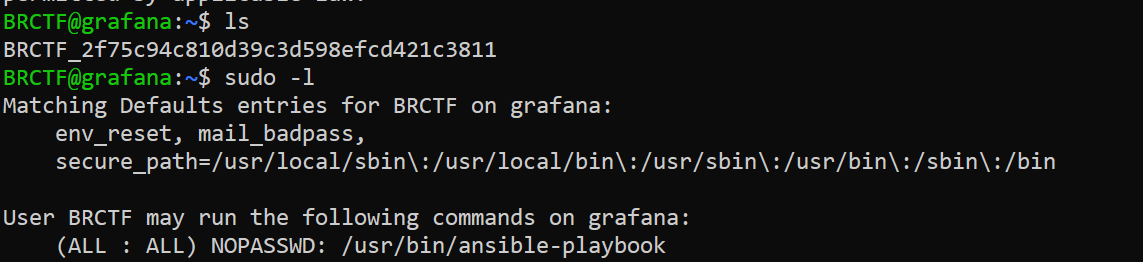 BRCTF@grafana:~$ ls
BRCTF_2f75c94c810d39c3d598efcd421c3811
BRCTF@grafana:~$ sudo -l
Matching Defaults entries for BRCTF on grafana:
    env_reset, mail_badpass,
    secure_path=/usr/local/sbin\:/usr/local/bin\:/usr/sbin\:/usr/bin\:/sbin\:/bin

User BRCTF may run the following commands on grafana:
    (ALL : ALL) NOPASSWD: /usr/bin/ansible-playbook